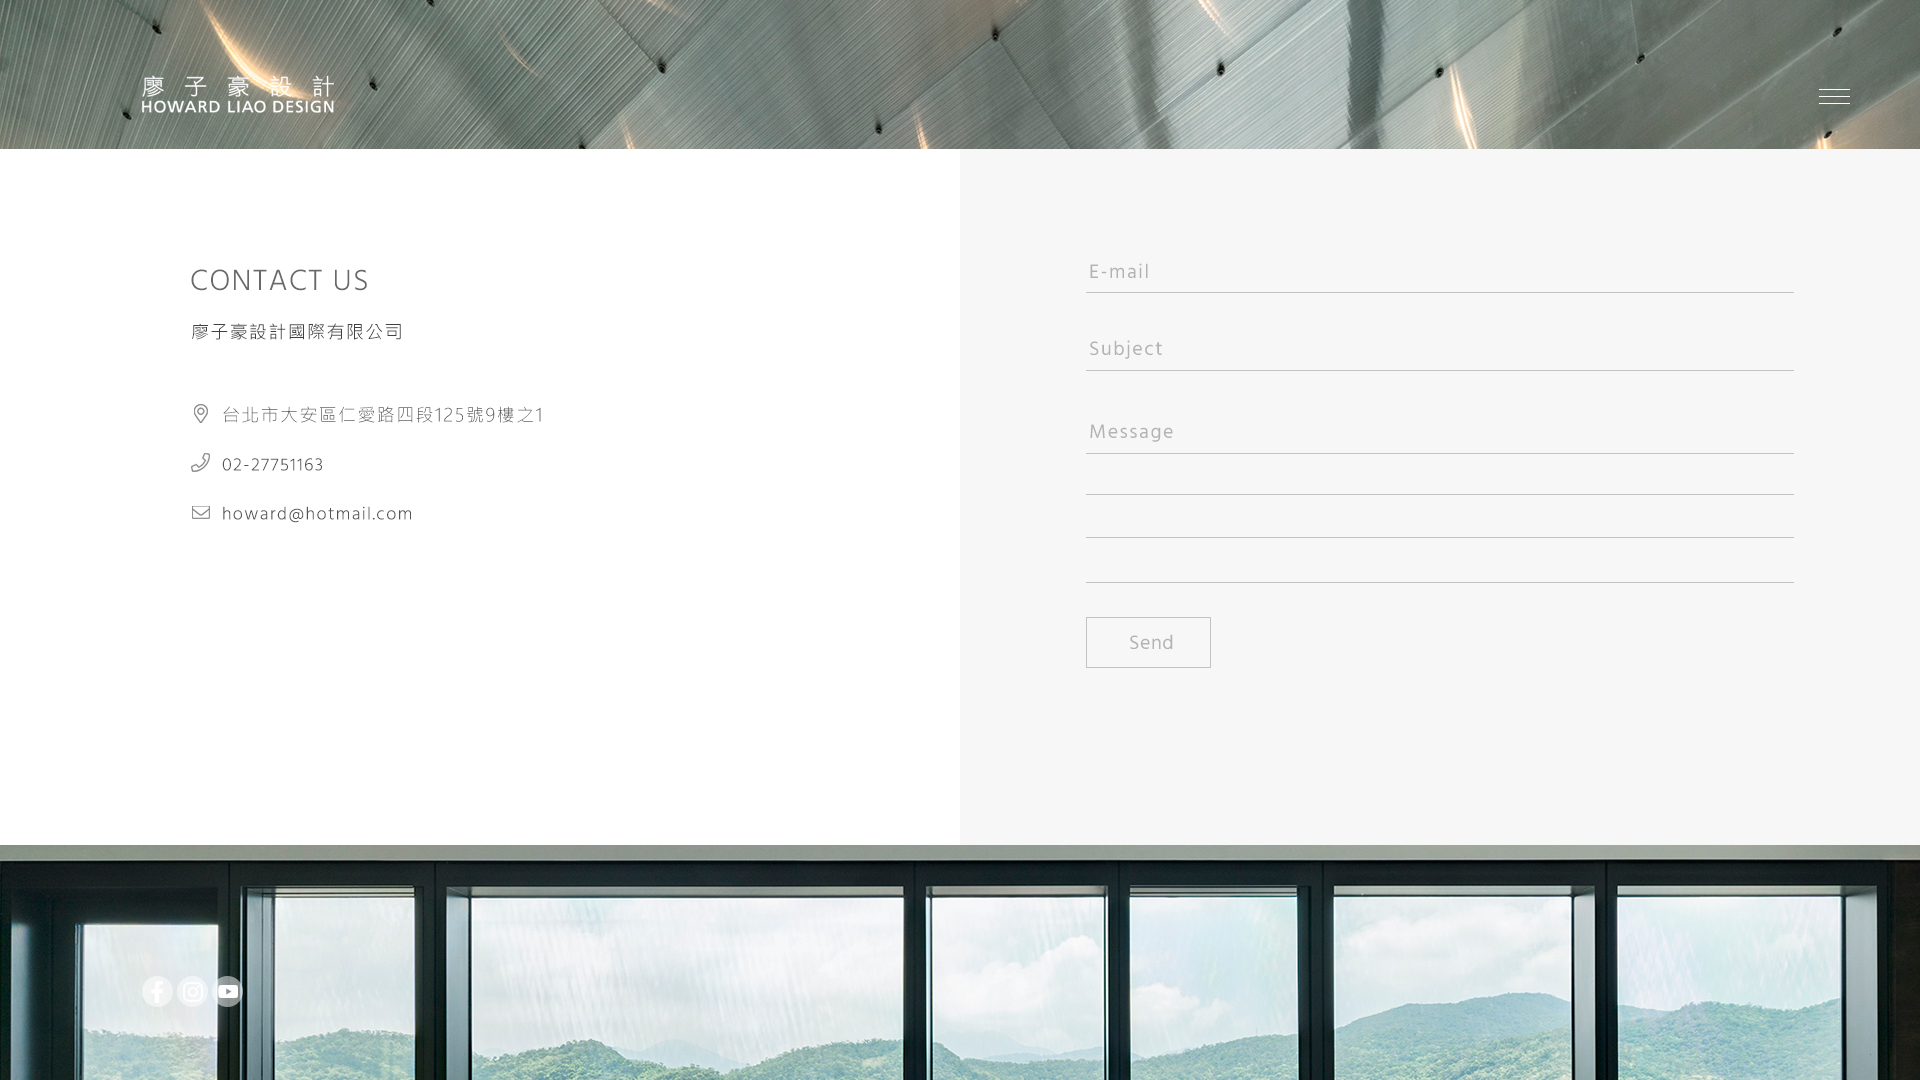 廖子豪設計
HOWARD LIAO DESIGN
CONTACT US
廖子豪設計國際有限公司
台北市大安區仁愛路四段125號9樓之1
02-27751163
howard@hotmail.com
E-mail
Subject
Message
Send